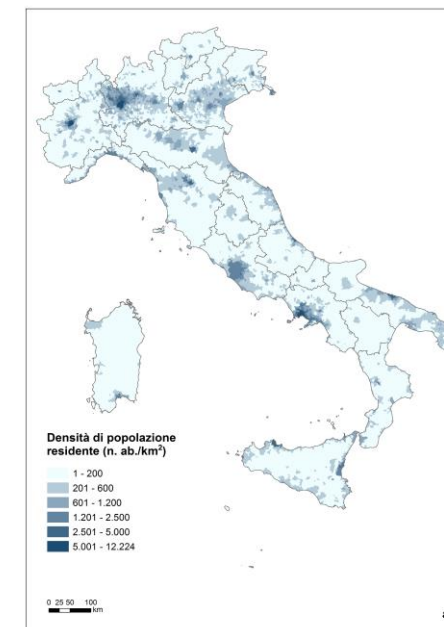 Densità di popolazione
residente (n. ab./km²)
1 - 200
201 - 600
601 - 1.200
1.201 - 2.500
2.501 - 5.000
5.001 - 12.224
0 25 50 100
km
a